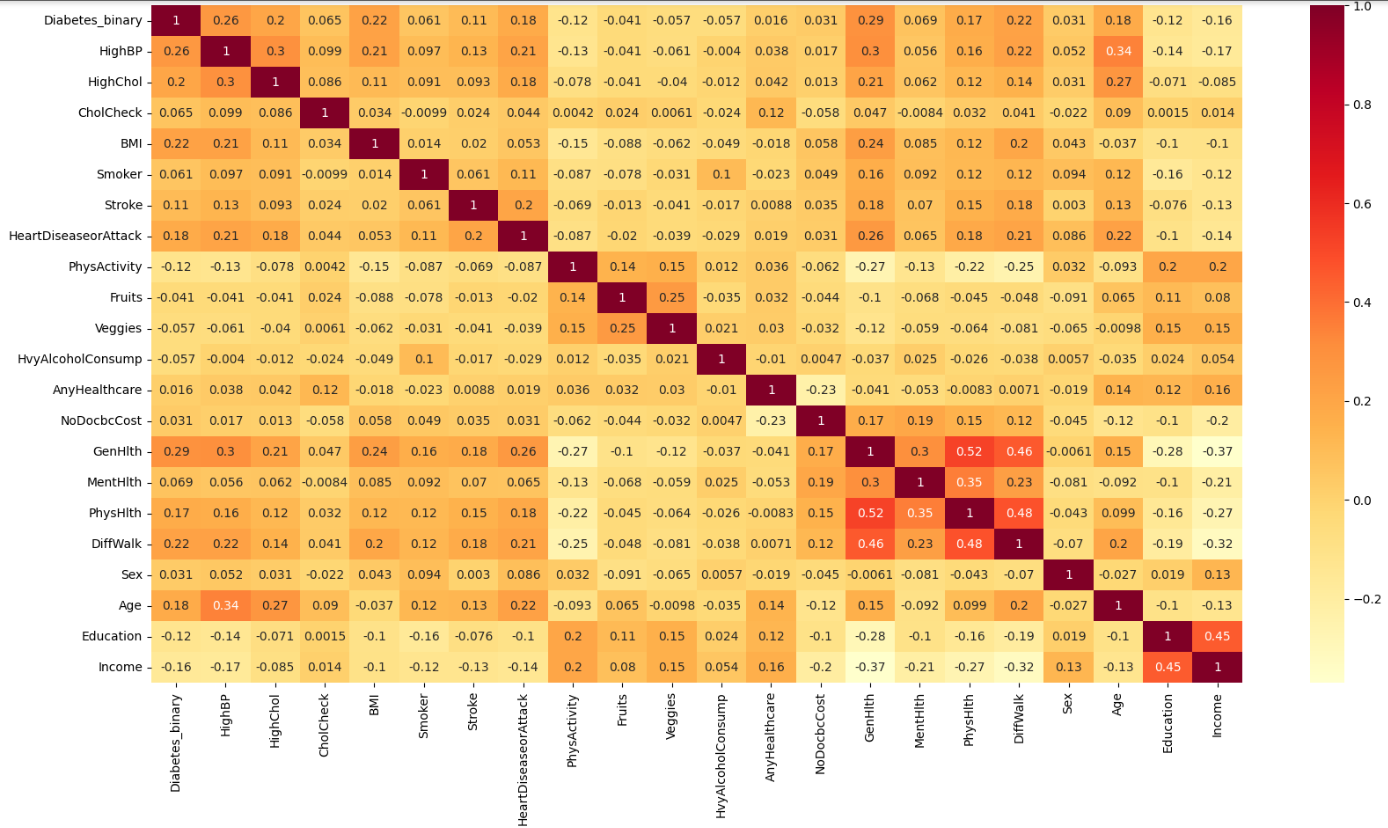 Diabetes_binary 1 0.26 0.2 0.065 0.22 0.061 0.11 0.18 -0.12 -0.041 -0.057 -0.057 0.016 0.031 0.29 0.069 0.17 0.22 0.031 0.18 -0.12 -0.16
HighBP 0.26 1 0.3 0.099 0.21 0.097 0.13 0.21 -0.13 -0.041 -0.061 -0.004 0.038 0.017 0.3 0.056 0.16 0.22 0.052 0.34 -0.14 -0.17
HighChol 0.2 0.3 1 0.086 0.11 0.091 0.093 0.18 -0.078 -0.041 -0.04 -0.012 0.042 0.013 0.21 0.062 0.12 0.14 0.031 0.27 -0.071 -0.085
CholCheck 0.065 0.099 0.086 1 0.034 -0.0099 0.024 0.044 0.0042 0.024 0.0061 -0.024 0.12 -0.058 0.047 -0.0084 0.032 0.041 -0.022 0.09 0.0015 0.014
BMI 0.22 0.21 0.11 0.034 1 0.014 0.02 0.053 -0.15 -0.088 -0.062 -0.049 -0.018 0.058 0.24 0.085 0.12 0.2 0.043 -0.037 -0.1 -0.1
Smoker 0.061 0.097 0.091 -0.0099 0.014 1 0.061 0.11 -0.087 -0.078 -0.031 0.1 -0.023 0.049 0.16 0.092 0.12 0.12 0.094 0.12 -0.16 -0.12
Stroke 0.11 0.13 0.093 0.024 0.02 0.061 1 0.2 -0.069 -0.013 -0.041 -0.017 0.0088 0.035 0.18 0.07 0.15 0.18 0.003 0.13 -0.076 -0.13
HeartDiseaseorAttack 0.18 0.21 0.18 0.044 0.053 0.11 0.2 1 -0.087 -0.02 -0.039 -0.029 0.019 0.031 0.26 0.065 0.18 0.21 0.086 0.22 -0.1 -0.14
PhysActivity -0.12 -0.13 -0.078 0.0042 -0.15 -0.087 -0.069 -0.087 1 0.14 0.15 0.012 0.036 -0.062 -0.27 -0.13 -0.22 -0.25 0.032 -0.093 0.2 0.2
Fruits -0.041 -0.041 -0.041 0.024 -0.088 -0.078 -0.013 -0.02 0.14 1 0.25 -0.035 0.032 -0.044 -0.1 -0.068 -0.045 -0.048 -0.091 0.065 0.11 0.08
Veggies -0.057 -0.061 -0.04 0.0061 -0.062 -0.031 -0.041 -0.039 0.15 0.25 1 0.021 0.03 -0.032 -0.12 -0.059 -0.064 -0.081 -0.065 -0.0098 0.15 0.15
HvyAlcoholConsump -0.057 -0.004 -0.012 -0.024 -0.049 0.1 -0.017 -0.029 0.012 -0.035 0.021 1 -0.01 0.0047 -0.037 0.025 -0.026 -0.038 0.0057 -0.035 0.024 0.054
AnyHealthcare 0.016 0.038 0.042 0.12 -0.018 -0.023 0.0088 0.019 0.036 0.032 0.03 -0.01 1 -0.23 -0.041 -0.053 -0.0083 0.0071 -0.019 0.14 0.12 0.16
NoDocbcCost 0.031 0.017 0.013 -0.058 0.058 0.049 0.035 0.031 -0.062 -0.044 -0.032 0.0047 -0.23 1 0.17 0.19 0.15 0.12 -0.045 -0.12 -0.1 -0.2
GenHlth 0.29 0.3 0.21 0.047 0.24 0.16 0.18 0.26 -0.27 -0.1 -0.12 -0.037 -0.041 0.17 1 0.3 0.52 0.46 -0.0061 0.15 -0.28 -0.37
MentHlth 0.069 0.056 0.062 -0.0084 0.085 0.092 0.07 0.065 -0.13 -0.068 -0.059 0.025 -0.053 0.19 0.3 1 0.35 0.23 -0.081 -0.092 -0.1 -0.21
PhysHlth 0.17 0.16 0.12 0.032 0.12 0.12 0.15 0.18 -0.22 -0.045 -0.064 -0.026 -0.0083 0.15 0.52 0.35 1 0.48 -0.043 0.099 -0.16 -0.27
DiffWalk 0.22 0.22 0.14 0.041 0.2 0.12 0.18 0.21 -0.25 -0.048 -0.081 -0.038 0.0071 0.12 0.46 0.23 0.48 1 -0.07 0.2 -0.19 -0.32
Sex 0.031 0.052 0.031 -0.022 0.043 0.094 0.003 0.086 0.032 -0.091 -0.065 0.0057 -0.019 -0.045 -0.0061 -0.081 -0.043 -0.07 1 -0.027 0.019 0.13
Age 0.18 0.34 0.27 0.09 -0.037 0.12 0.13 0.22 -0.093 0.065 -0.0098 -0.035 0.14 -0.12 0.15 -0.092 0.099 0.2 -0.027 1 -0.1 -0.13
Education -0.12 -0.14 -0.071 0.0015 -0.1 -0.16 -0.076 -0.1 0.2 0.11 0.15 0.024 0.12 -0.1 -0.28 -0.1 -0.16 -0.19 0.019 -0.1 1 0.45
Income -0.16 -0.17 -0.085 0.014 -0.1 -0.12 -0.13 -0.14 0.2 0.08 0.15 0.054 0.16 -0.2 -0.37 -0.21 -0.27 -0.32 0.13 -0.13 0.45 1
Diabetes_binary
HighBP
HighChol
CholCheck
BMI
Smoker
Stroke
HeartDiseaseorAttack
PhysActivity
Fruits
Veggies
HvyAlcoholConsump
AnyHealthcare
NoDocbcCost
GenHlth
MentHlth
PhysHlth
DiffWalk
Sex
Age
Education
Income
1.0
0.8
0.6
0.4
0.2
0.0
−0.2